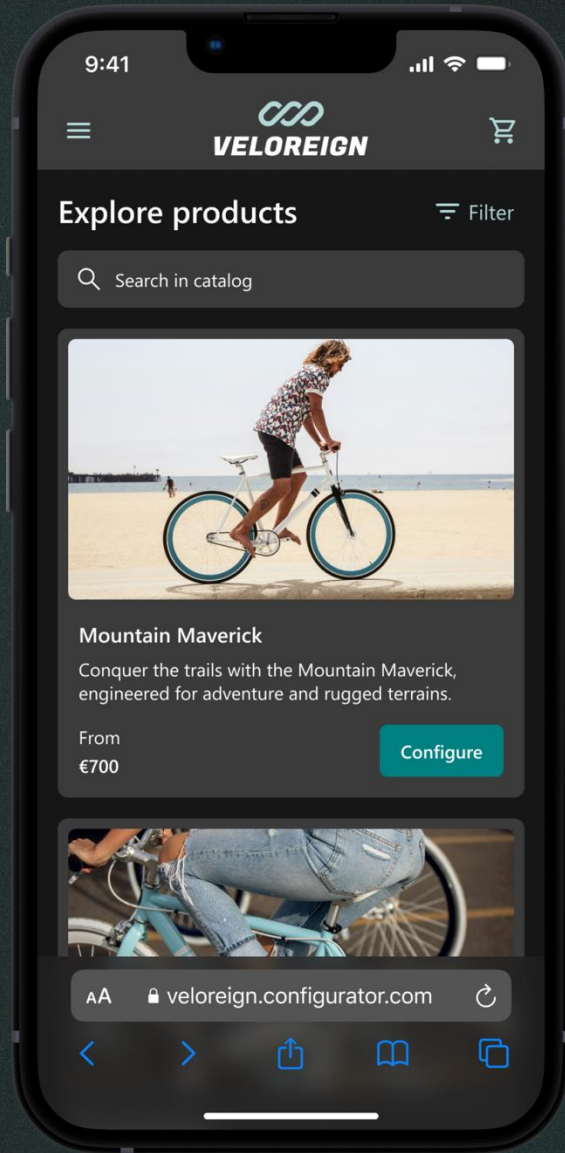 9:41
VELOREIGN
Explore products
Filter
Search in catalog
Mountain Maverick
Conquer the trails with the Mountain Maverick,
engineered for adventure and rugged terrains.
From
€700
Configure
AA
veloreign.configurator.com